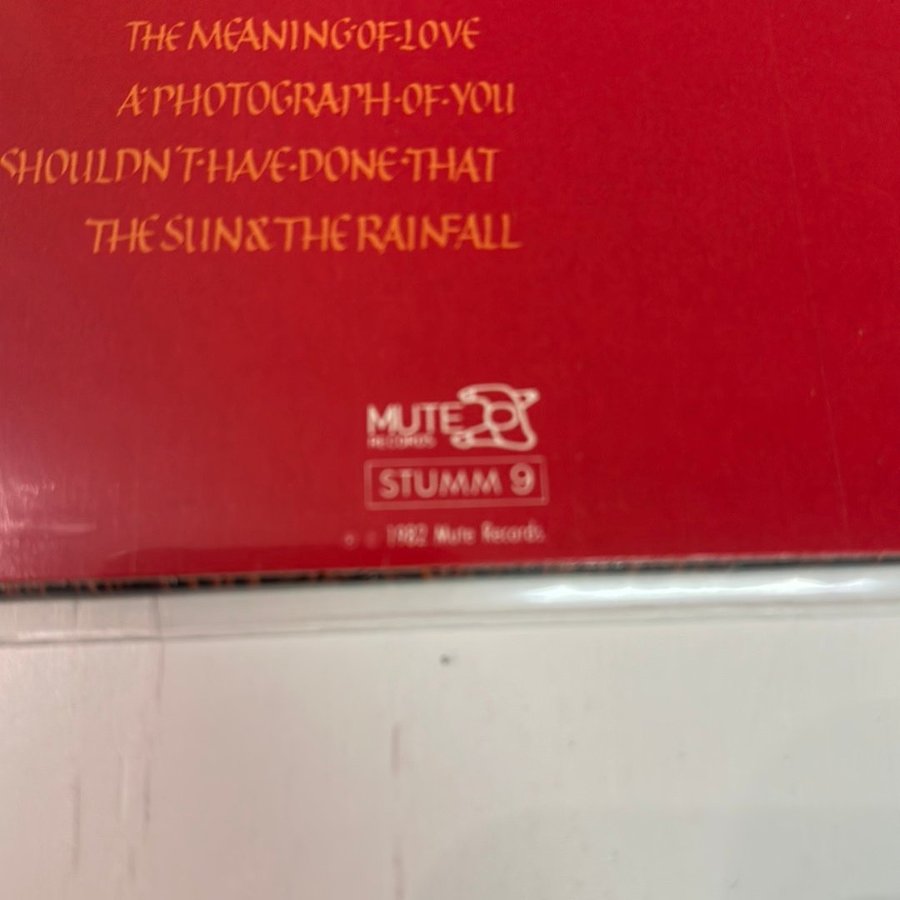 THE MEANING·OF·LOVE
A·PHOTOGRAPH·OF·YOU
SHOULDN'T·HAVE·DONE·THAT
THE SUN & THE RAINFALL
MUTE
RECORDS
STUMM 9
1982 Mute Records.